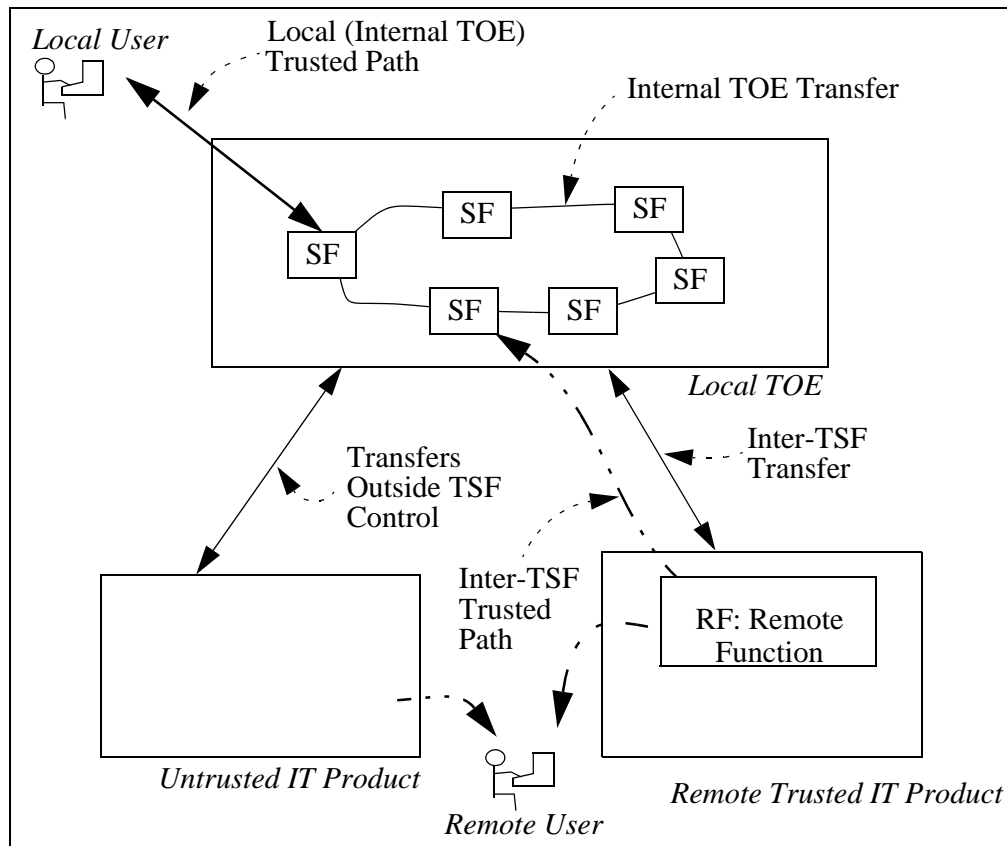 Local User
Local (Internal TOE)
Trusted Path
Internal TOE Transfer
SF
SF
SF
SF
SF
SF
Local TOE
Transfers
Outside TSF
Control
Inter-TSF
Transfer
Inter-TSF
Trusted
Path
RF: Remote
Function
Untrusted IT Product
Remote User
Remote Trusted IT Product